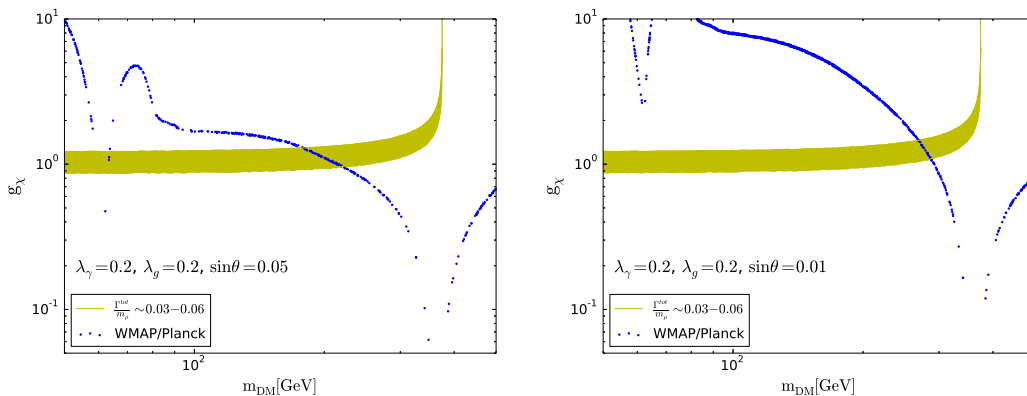 10¹
10⁰
10⁻¹
g_χ
λ_γ=0.2, λ_g=0.2, sinθ=0.05
Γ^tot/m_ρ ∼0.03−0.06
WMAP/Planck
10²
m_DM[GeV]
10¹
10⁰
10⁻¹
g_χ
λ_γ=0.2, λ_g=0.2, sinθ=0.01
Γ^tot/m_ρ ∼0.03−0.06
WMAP/Planck
10²
m_DM[GeV]